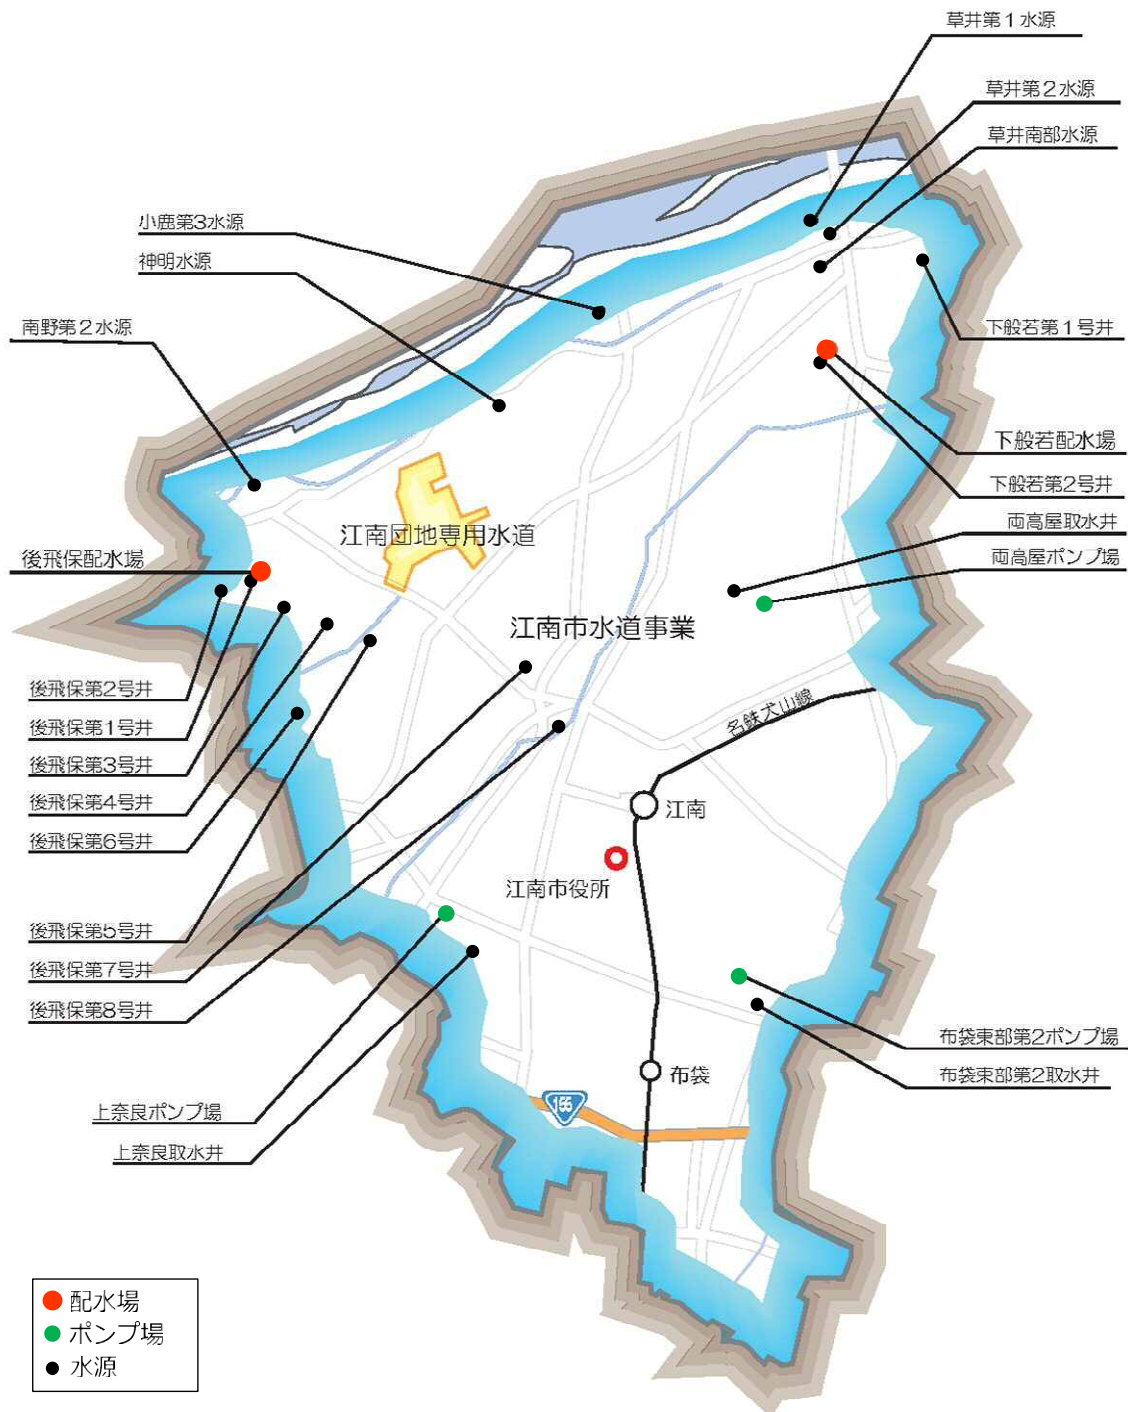 草井第1水源
草井第2水源
草井南部水源
小鹿第3水源
神明水源
南野第2水源
下般若第1号井
下般若配水場
下般若第2号井
江南団地専用水道
両高屋取水井
両高屋ポンプ場
後飛保配水場
江南市水道事業
後飛保第2号井
後飛保第1号井
後飛保第3号井
後飛保第4号井
後飛保第6号井
名鉄犬山線
江南
江南市役所
後飛保第5号井
後飛保第7号井
後飛保第8号井
布袋東部第2ポンプ場
布袋東部第2取水井
布袋
155
上奈良ポンプ場
上奈良取水井
配水場
ポンプ場
水源